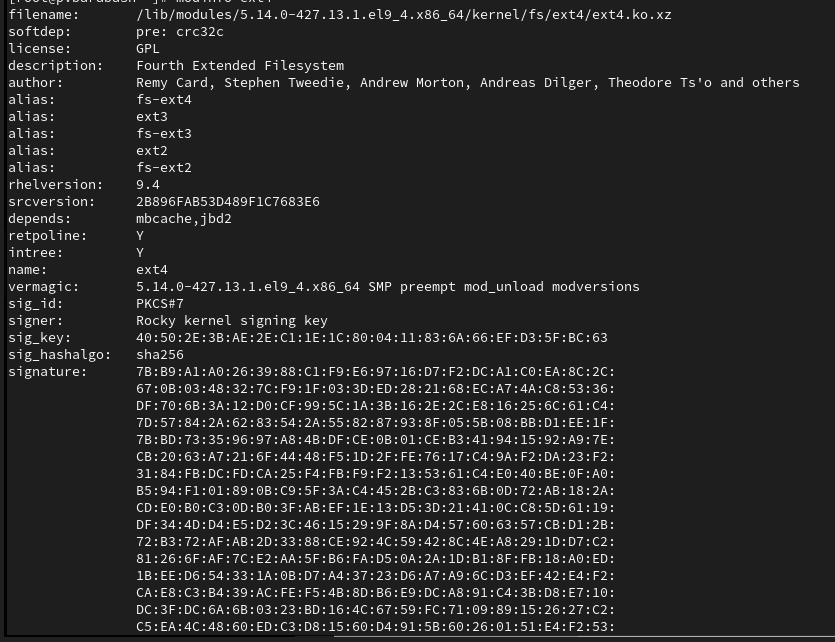 filename: /lib/modules/5.14.0-427.13.1.el9_4.x86_64/kernel/fs/ext4/ext4.ko.xz
softdep: pre: crc32c
license: GPL
description: Fourth Extended Filesystem
author: Remy Card, Stephen Tweedie, Andrew Morton, Andreas Dilger, Theodore Ts'o and others
alias: fs-ext4
alias: ext3
alias: fs-ext3
alias: ext2
alias: fs-ext2
rhelversion: 9.4
srcversion: 2B896FAB53D489F1C7683E6
depends: mbcache,jbd2
retpoline: Y
intree: Y
name: ext4
vermagic: 5.14.0-427.13.1.el9_4.x86_64 SMP preempt mod_unload modversions
sig_id: PKCS#7
signer: Rocky kernel signing key
sig_key: 40:50:2E:3B:AE:2E:C1:1E:1C:80:04:11:83:6A:66:EF:D3:5F:BC:63
sig_hashalgo: sha256
signature: 7B:B9:A1:A0:26:39:88:C1:F9:E6:97:16:D7:F2:DC:A1:C0:EA:8C:2C:
67:0B:03:48:32:7C:F9:1F:03:3D:ED:28:21:68:EC:A7:4A:C8:53:36:
DF:70:6B:3A:12:D0:CF:99:5C:1A:3B:16:2E:2C:E8:16:25:6C:61:C4:
7D:57:84:2A:62:83:54:2A:55:82:87:93:8F:05:5B:08:BB:D1:EE:1F:
7B:BD:73:35:96:97:A8:4B:DF:CE:0B:01:CE:B3:41:94:15:92:A9:7E:
CB:20:63:A7:21:6F:44:48:F5:1D:2F:FE:76:17:C4:9A:F2:DA:23:F2:
31:84:FB:DC:FD:CA:25:F4:FB:F9:F2:13:53:61:C4:E0:40:BE:0F:A0:
B5:94:F1:01:89:0B:C9:5F:3A:C4:45:2B:C3:83:6B:0D:72:AB:18:2A:
CD:E0:B0:C3:0D:B0:3F:AB:EF:1E:13:D5:3D:21:41:0C:C8:5D:61:19:
DF:34:4D:D4:E5:D2:3C:46:15:29:9F:8A:D4:57:60:63:57:CB:D1:2B:
72:B3:72:AF:AB:2D:33:88:CE:92:4C:59:42:8C:4E:A8:29:1D:D7:C2:
81:26:6F:AF:7C:E2:AA:5F:B6:FA:D5:0A:2A:1D:B1:8F:FB:18:A0:ED:
1B:EE:D6:54:33:1A:0B:D7:A4:37:23:D6:A7:A9:6C:D3:EF:42:E4:F2:
CA:E8:C3:B4:39:AC:FE:F5:4B:8D:B6:E9:DC:A8:91:C4:3B:D8:E7:10:
DC:3F:DC:6A:6B:03:23:BD:16:4C:67:59:FC:71:09:89:15:26:27:C2:
C5:EA:4C:48:60:ED:C3:D8:15:60:D4:91:5B:60:26:01:51:E4:F2:53: